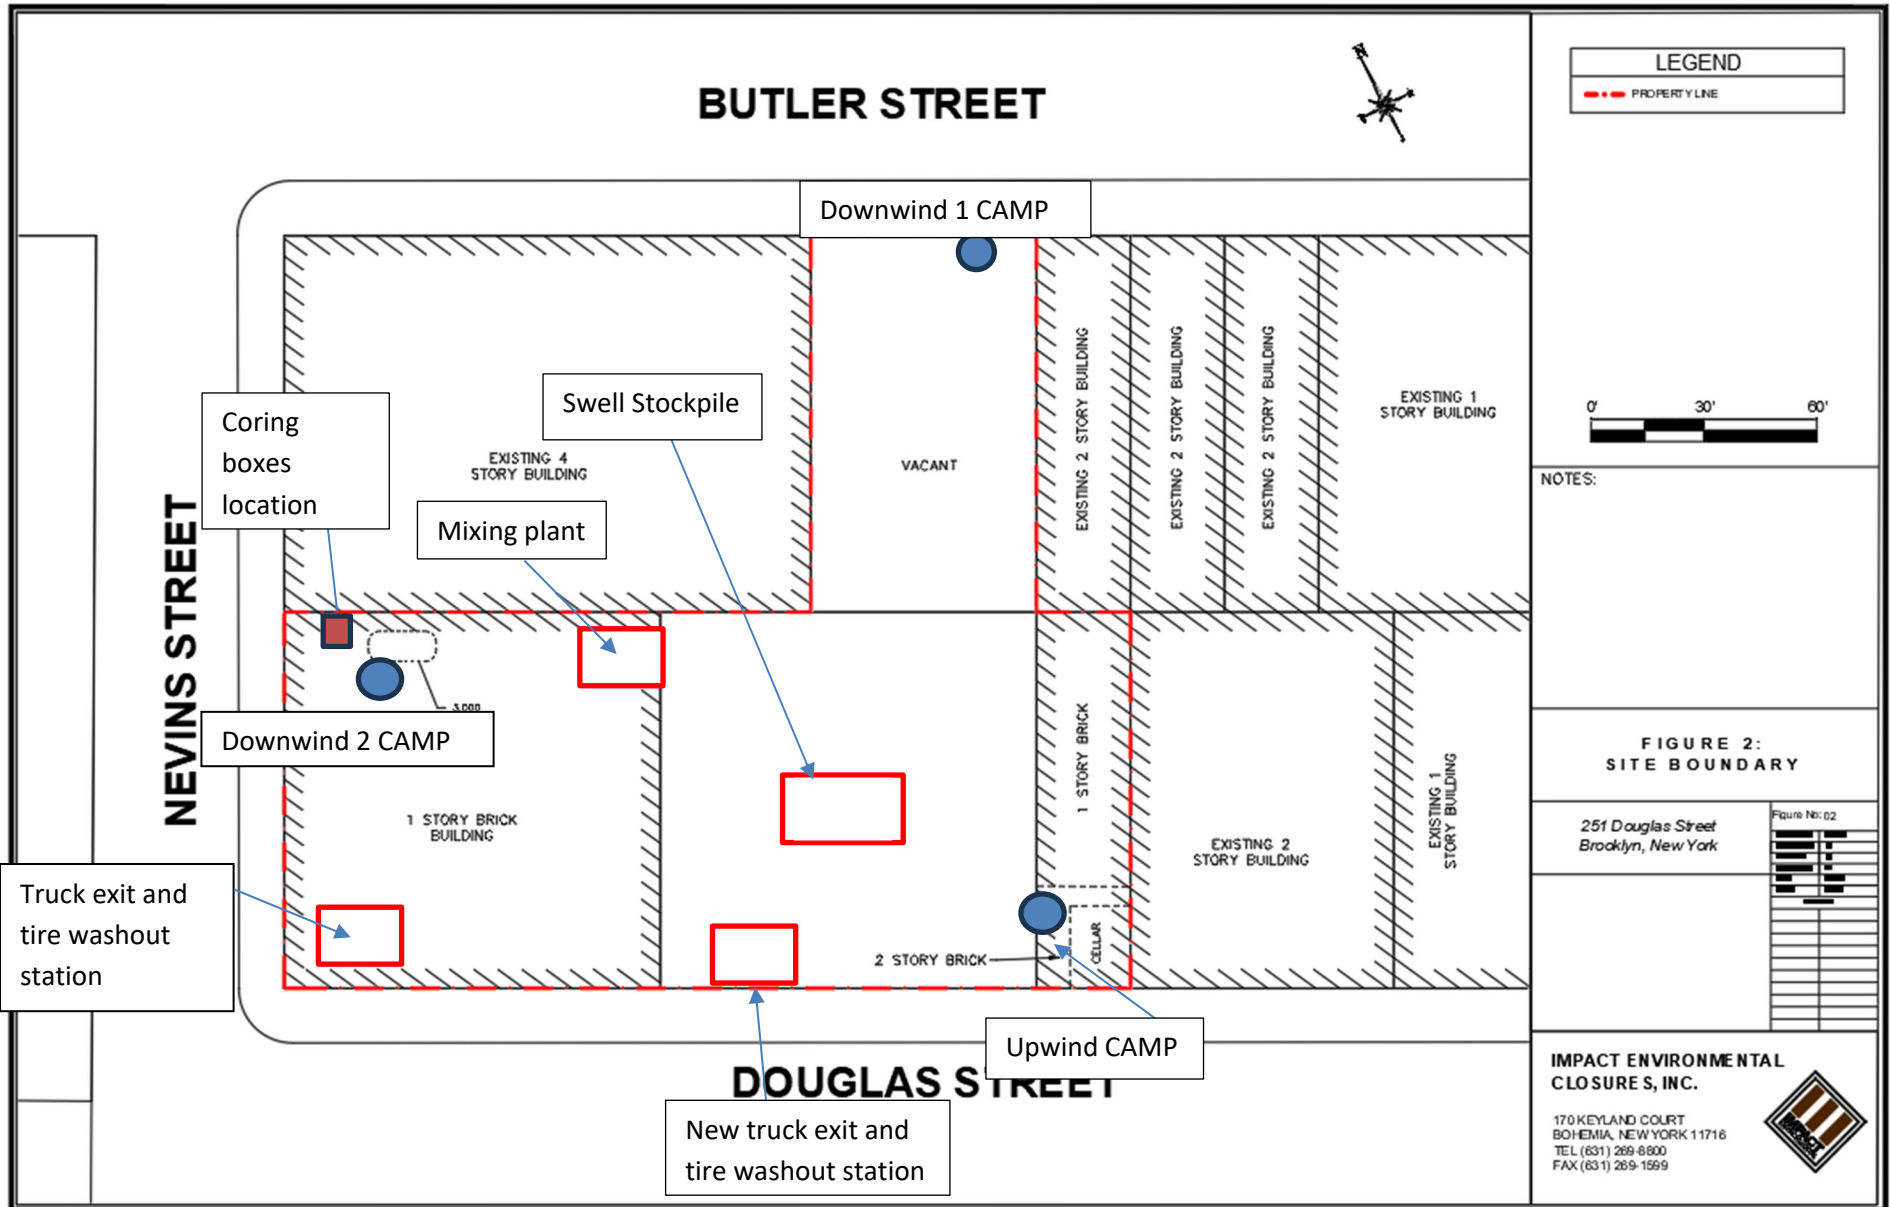 BUTLER STREET
N
LEGEND
PROPERTY LINE
Downwind 1 CAMP
0' 30' 60'
Coring
boxes
location
Swell Stockpile
EXISTING 4
STORY BUILDING
VACANT
EXISTING 2 STORY BUILDING
EXISTING 2 STORY BUILDING
EXISTING 2 STORY BUILDING
EXISTING 1
STORY BUILDING
NOTES:
Mixing plant
NEVINS STREET
Downwind 2 CAMP
1 STORY BRICK
BUILDING
1 STORY BRICK
EXISTING 2
STORY BUILDING
EXISTING 1
STORY BUILDING
FIGURE 2:
SITE BOUNDARY
251 Douglas Street
Brooklyn, New York
Figure No: 02
Truck exit and
tire washout
station
2 STORY BRICK
CELLAR
Upwind CAMP
DOUGLAS STREET
New truck exit and
tire washout station
IMPACT ENVIRONMENTAL
CLOSURES, INC.
170 KEYLAND COURT
BOHEMIA, NEW YORK 11716
TEL (631) 269-8800
FAX (631) 269-1599
IMPACT